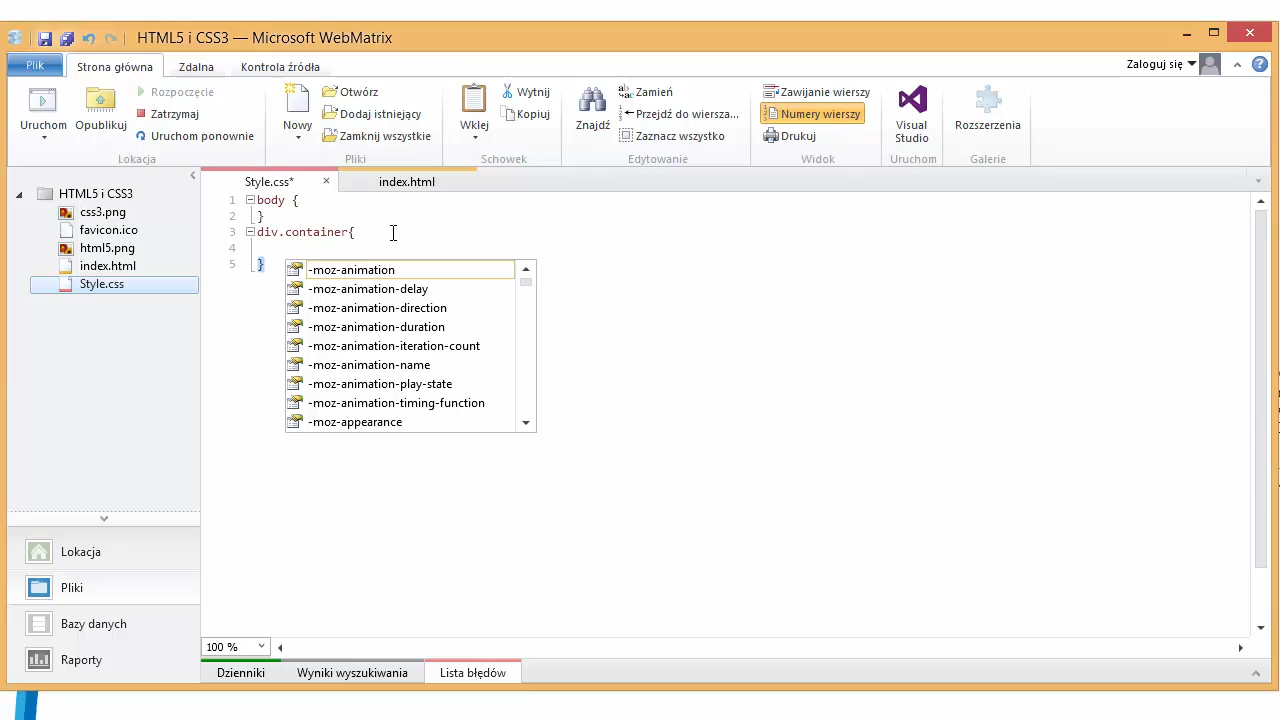 HTML5 i CSS3 — Microsoft WebMatrix
Plik
Strona główna
Zdalna
Kontrola źródła
Zaloguj się
Uruchom
Opublikuj
Rozpoczęcie
Zatrzymaj
Uruchom ponownie
Lokacja
Nowy
Otwórz
Dodaj istniejący
Zamknij wszystkie
Pliki
Wklej
Wytnij
Kopiuj
Schowek
Znajdź
Zamień
Przejdź do wiersza...
Zaznacz wszystko
Edytowanie
Zawijanie wierszy
Numery wierszy
Drukuj
Widok
Visual
Studio
Uruchom
Rozszerzenia
Galerie
HTML5 i CSS3
css3.png
favicon.ico
html5.png
index.html
Style.css
Lokacja
Pliki
Bazy danych
Raporty
Style.css*
index.html
1 body {
2 }
3 div.container{
4
5 }
-moz-animation
-moz-animation-delay
-moz-animation-direction
-moz-animation-duration
-moz-animation-iteration-count
-moz-animation-name
-moz-animation-play-state
-moz-animation-timing-function
-moz-appearance
100 %
Dzienniki
Wyniki wyszukiwania
Lista błędów